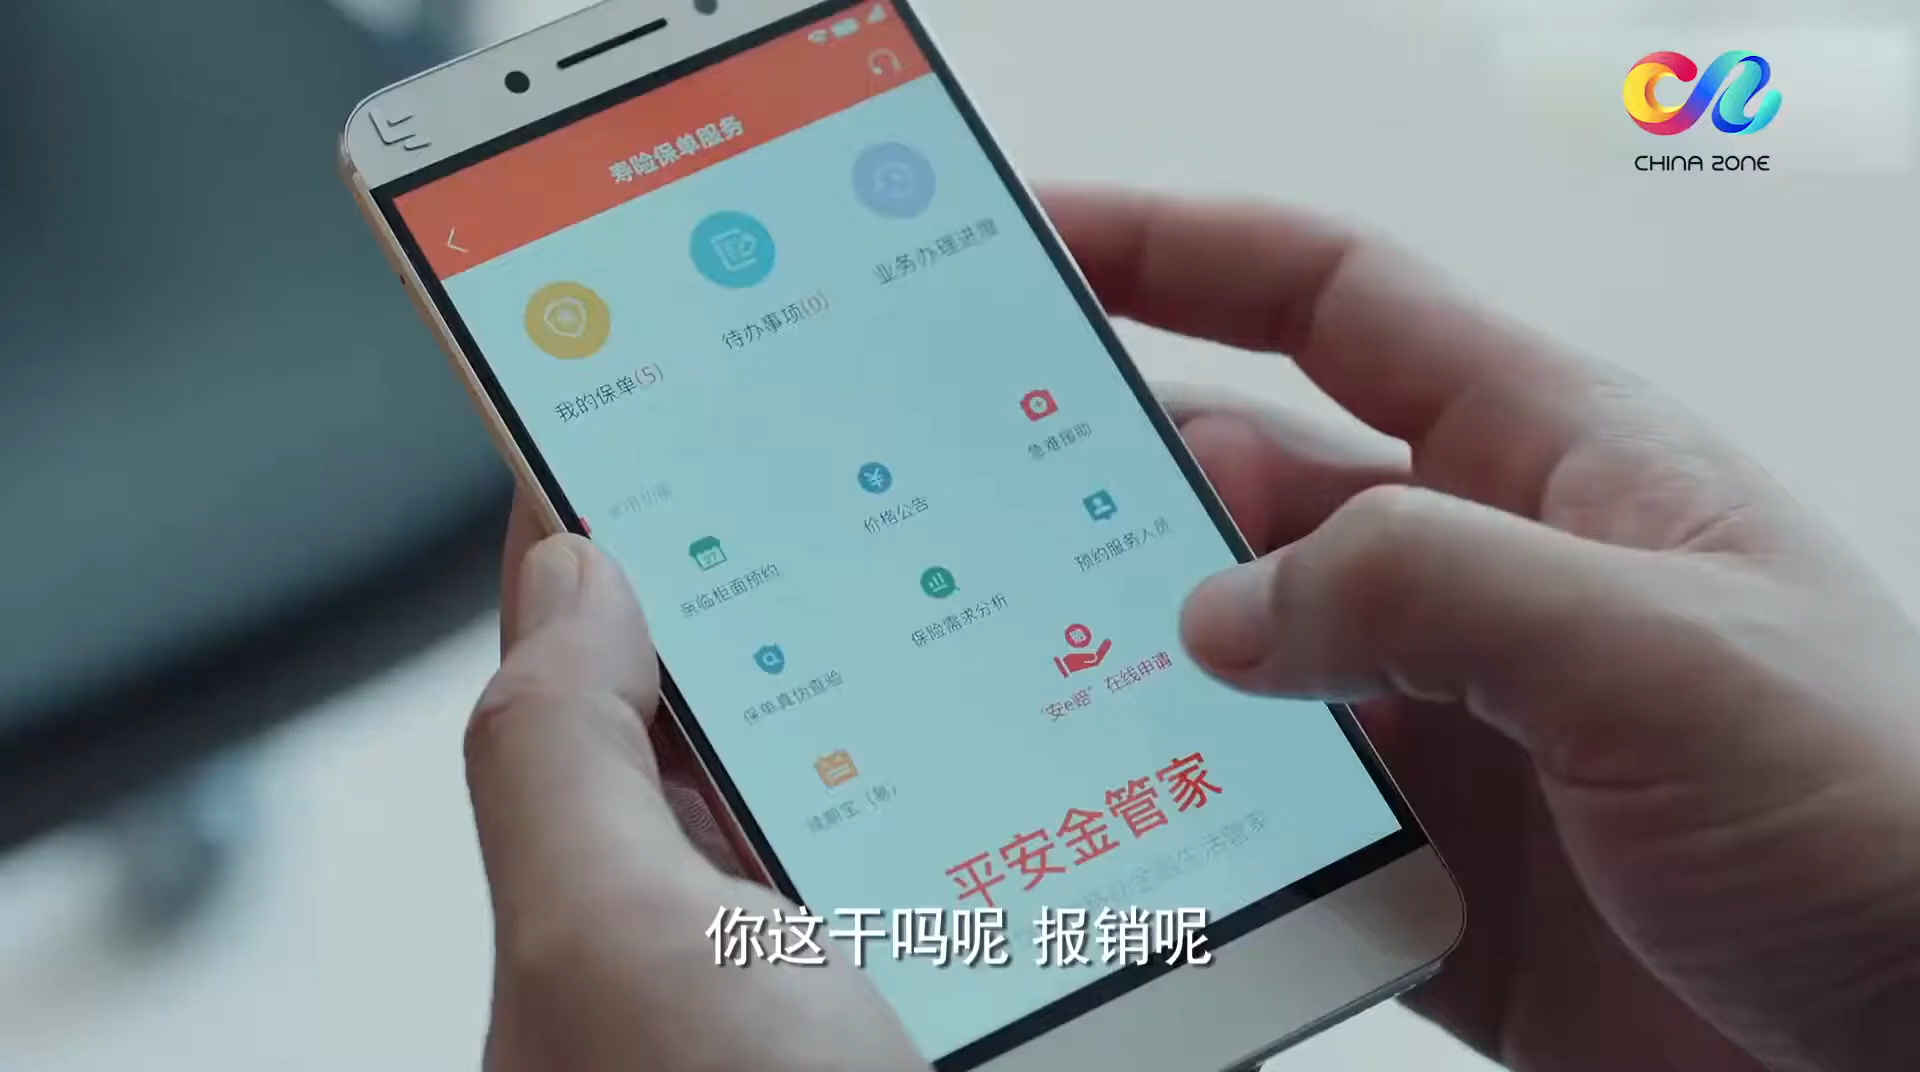 CHINA ZONE
寿险保单服务
我的保单(5)
待办事项(0)
业务办理进度
急难援助
价格公告
亲临柜面预约
预约服务人员
保险需求分析
保单真伪查验
“安e赔”在线申请
平安金管家
你这干吗呢 报销呢